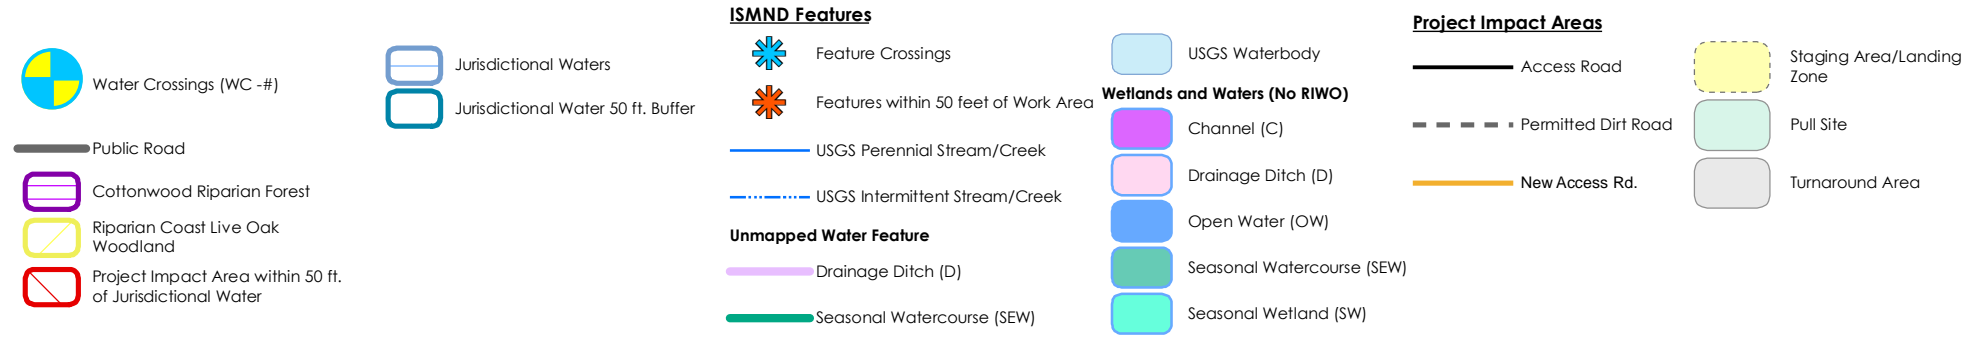 Water Crossings (WC -#)
Public Road
Cottonwood Riparian Forest
Riparian Coast Live Oak
Woodland
Project Impact Area within 50 ft.
of Jurisdictional Water
Jurisdictional Waters
Jurisdictional Water 50 ft. Buffer
ISMND Features
Feature Crossings
Features within 50 feet of Work Area
USGS Perennial Stream/Creek
USGS Intermittent Stream/Creek
Unmapped Water Feature
Drainage Ditch (D)
Seasonal Watercourse (SEW)
USGS Waterbody
Wetlands and Waters (No RIWO)
Channel (C)
Drainage Ditch (D)
Open Water (OW)
Seasonal Watercourse (SEW)
Seasonal Wetland (SW)
Project Impact Areas
Access Road
Permitted Dirt Road
New Access Rd.
Staging Area/Landing
Zone
Pull Site
Turnaround Area